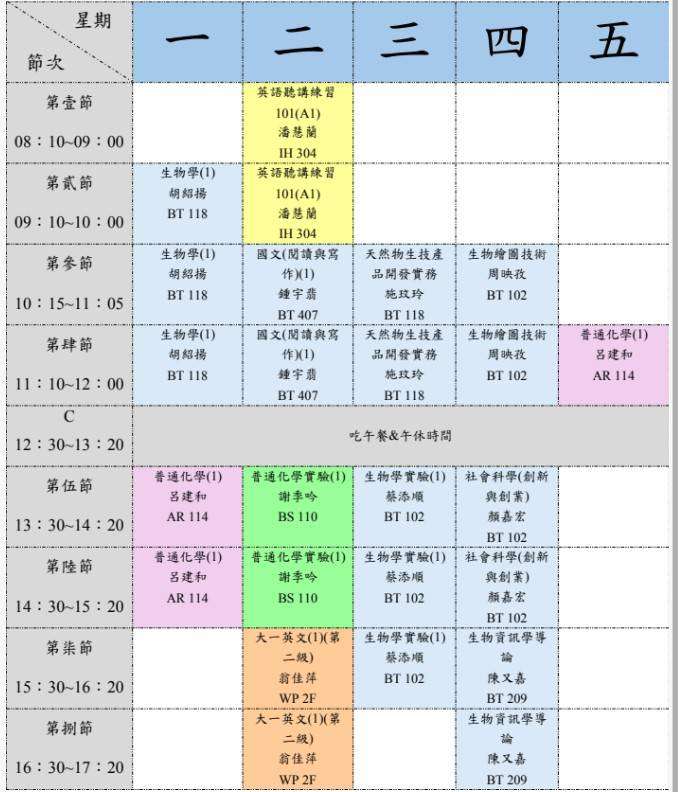 星期
節次
一
二
三
四
五
第壹節
08：10~09：00
英語聽講練習
101(A1)
潘慧蘭
IH 304
第貳節
09：10~10：00
生物學(1)
胡紹揚
BT 118
英語聽講練習
101(A1)
潘慧蘭
IH 304
第參節
10：15~11：05
生物學(1)
胡紹揚
BT 118
國文(閱讀與寫
作)(1)
鍾宇翡
BT 407
天然物生技產
品開發實務
施玟玲
BT 118
生物繪圖技術
周映孜
BT 102
第肆節
11：10~12：00
生物學(1)
胡紹揚
BT 118
國文(閱讀與寫
作)(1)
鍾宇翡
BT 407
天然物生技產
品開發實務
施玟玲
BT 118
生物繪圖技術
周映孜
BT 102
普通化學(1)
呂建和
AR 114
C
12：30~13：20
吃午餐&午休時間
第伍節
13：30~14：20
普通化學(1)
呂建和
AR 114
普通化學實驗(1)
謝季吟
BS 110
生物學實驗(1)
蔡添順
BT 102
社會科學(創新
與創業)
顏嘉宏
BT 102
第陸節
14：30~15：20
普通化學(1)
呂建和
AR 114
普通化學實驗(1)
謝季吟
BS 110
生物學實驗(1)
蔡添順
BT 102
社會科學(創新
與創業)
顏嘉宏
BT 102
第柒節
15：30~16：20
大一英文(1)(第
二級)
翁佳萍
WP 2F
生物學實驗(1)
蔡添順
BT 102
生物資訊學導
論
陳又嘉
BT 209
第捌節
16：30~17：20
大一英文(1)(第
二級)
翁佳萍
WP 2F
生物資訊學導
論
陳又嘉
BT 209